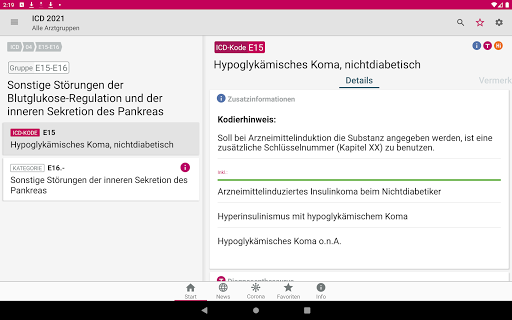 2:19
ICD 2021
Alle Arztgruppen
ICD 04 E15-E16
Gruppe E15-E16
Sonstige Störungen der
Blutglukose-Regulation und der
inneren Sekretion des Pankreas
ICD-KODE E15
Hypoglykämisches Koma, nichtdiabetisch
KATEGORIE E16.-
Sonstige Störungen der inneren Sekretion des
Pankreas
ICD-Kode E15
Hypoglykämisches Koma, nichtdiabetisch
Details
Vermerk
Zusatzinformationen
Kodierhinweis:
Soll bei Arzneimittelinduktion die Substanz angegeben werden, ist eine
zusätzliche Schlüsselnummer (Kapitel XX) zu benutzen.
Inkl.
Arzneimittelinduziertes Insulinkoma beim Nichtdiabetiker
Hyperinsulinismus mit hypoglykämischem Koma
Hypoglykämisches Koma o.n.A.
Start
News
Corona
Favoriten
Info